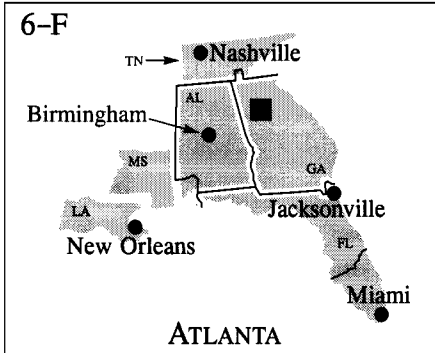 6-F
TN
Nashville
AL
Birmingham
MS
GA
LA
Jacksonville
New Orleans
FL
Miami
ATLANTA